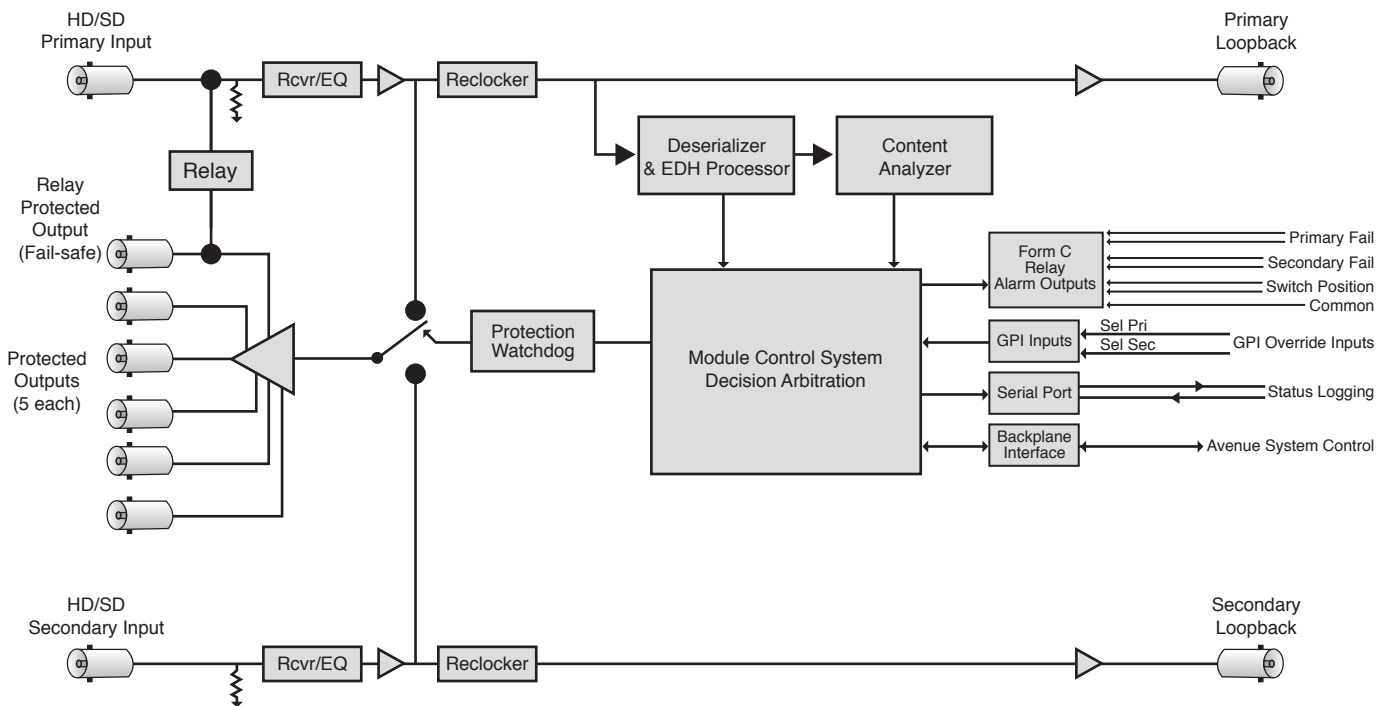 HD/SD
Primary Input
Primary
Loopback
Rcvr/EQ
Reclocker
Deserializer
& EDH Processor
Content
Analyzer
Relay
Relay
Protected
Output
(Fail-safe)
Protected
Outputs
(5 each)
Protection
Watchdog
Module Control System
Decision Arbitration
Form C
Relay
Alarm Outputs
Primary Fail
Secondary Fail
Switch Position
Common
GPI Inputs
Sel Pri
Sel Sec
GPI Override Inputs
Serial Port
Status Logging
Backplane
Interface
Avenue System Control
HD/SD
Secondary Input
Rcvr/EQ
Reclocker
Secondary
Loopback